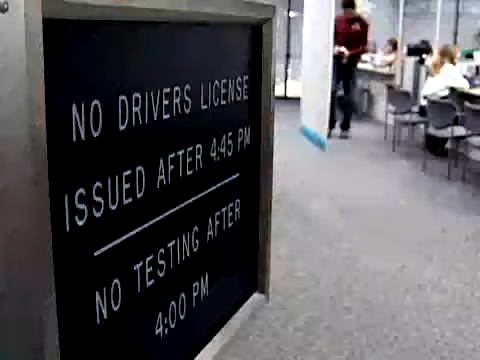 NO DRIVERS LICENSE
ISSUED AFTER 4:45 PM
NO TESTING AFTER
4:00 PM